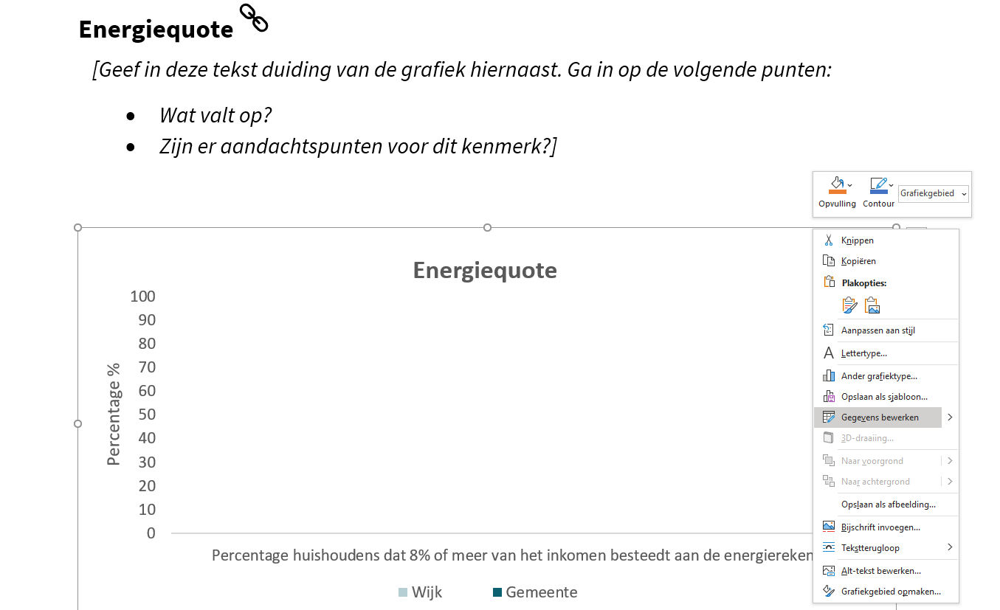 Energiequote
[Geef in deze tekst duiding van de grafiek hiernaast. Ga in op de volgende punten:
• Wat valt op?
• Zijn er aandachtspunten voor dit kenmerk?]
Opvulling
Contour
Grafiekgebied
Energiequote
100
90
80
70
60
50
40
30
20
10
0
Percentage %
Percentage huishoudens dat 8% of meer van het inkomen besteedt aan de energiereken
Wijk
Gemeente
Knippen
Kopiëren
Plakopties:
Aanpassen aan stijl
Lettertype...
Ander grafiektype...
Opslaan als sjabloon...
Gegevens bewerken
3D-draaiing...
Naar voorgrond
Naar achtergrond
Opslaan als afbeelding...
Bijschrift invoegen...
Tekstterugloop
Alt-tekst bewerken...
Grafiekgebied opmaken...